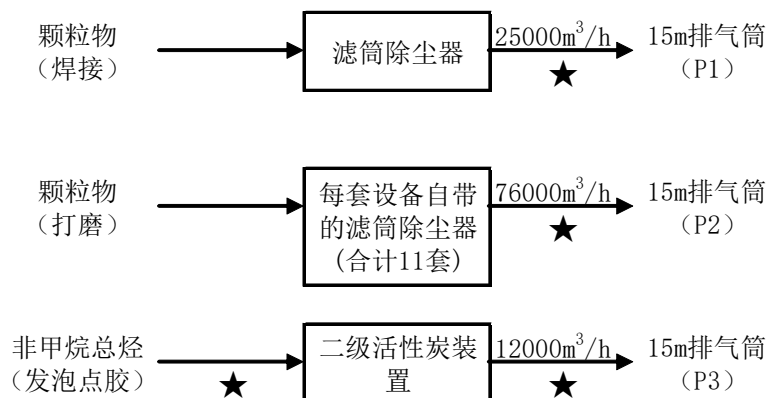 颗粒物
（焊接）
滤筒除尘器
25000m³/h
★
15m排气筒
（P1）
颗粒物
（打磨）
每套设备自带
的滤筒除尘器
(合计11套)
76000m³/h
★
15m排气筒
（P2）
非甲烷总烃
（发泡点胶）
★
二级活性炭装
置
12000m³/h
★
15m排气筒
（P3）